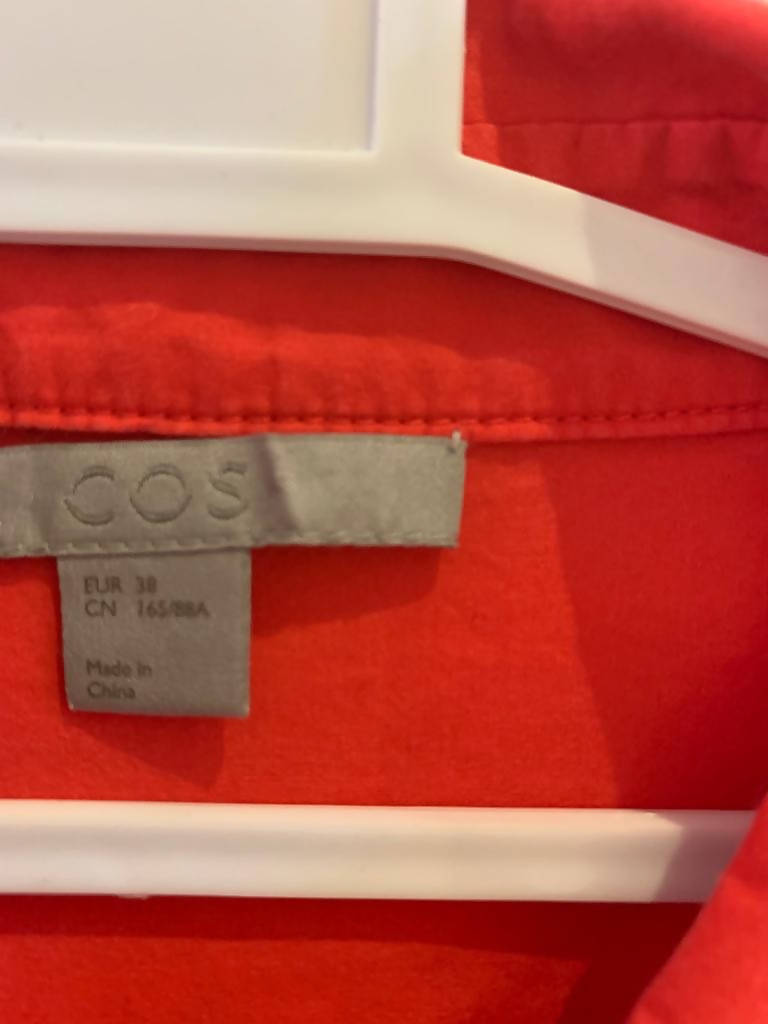 COS
EUR 38
CN 165/88A
Made in
China